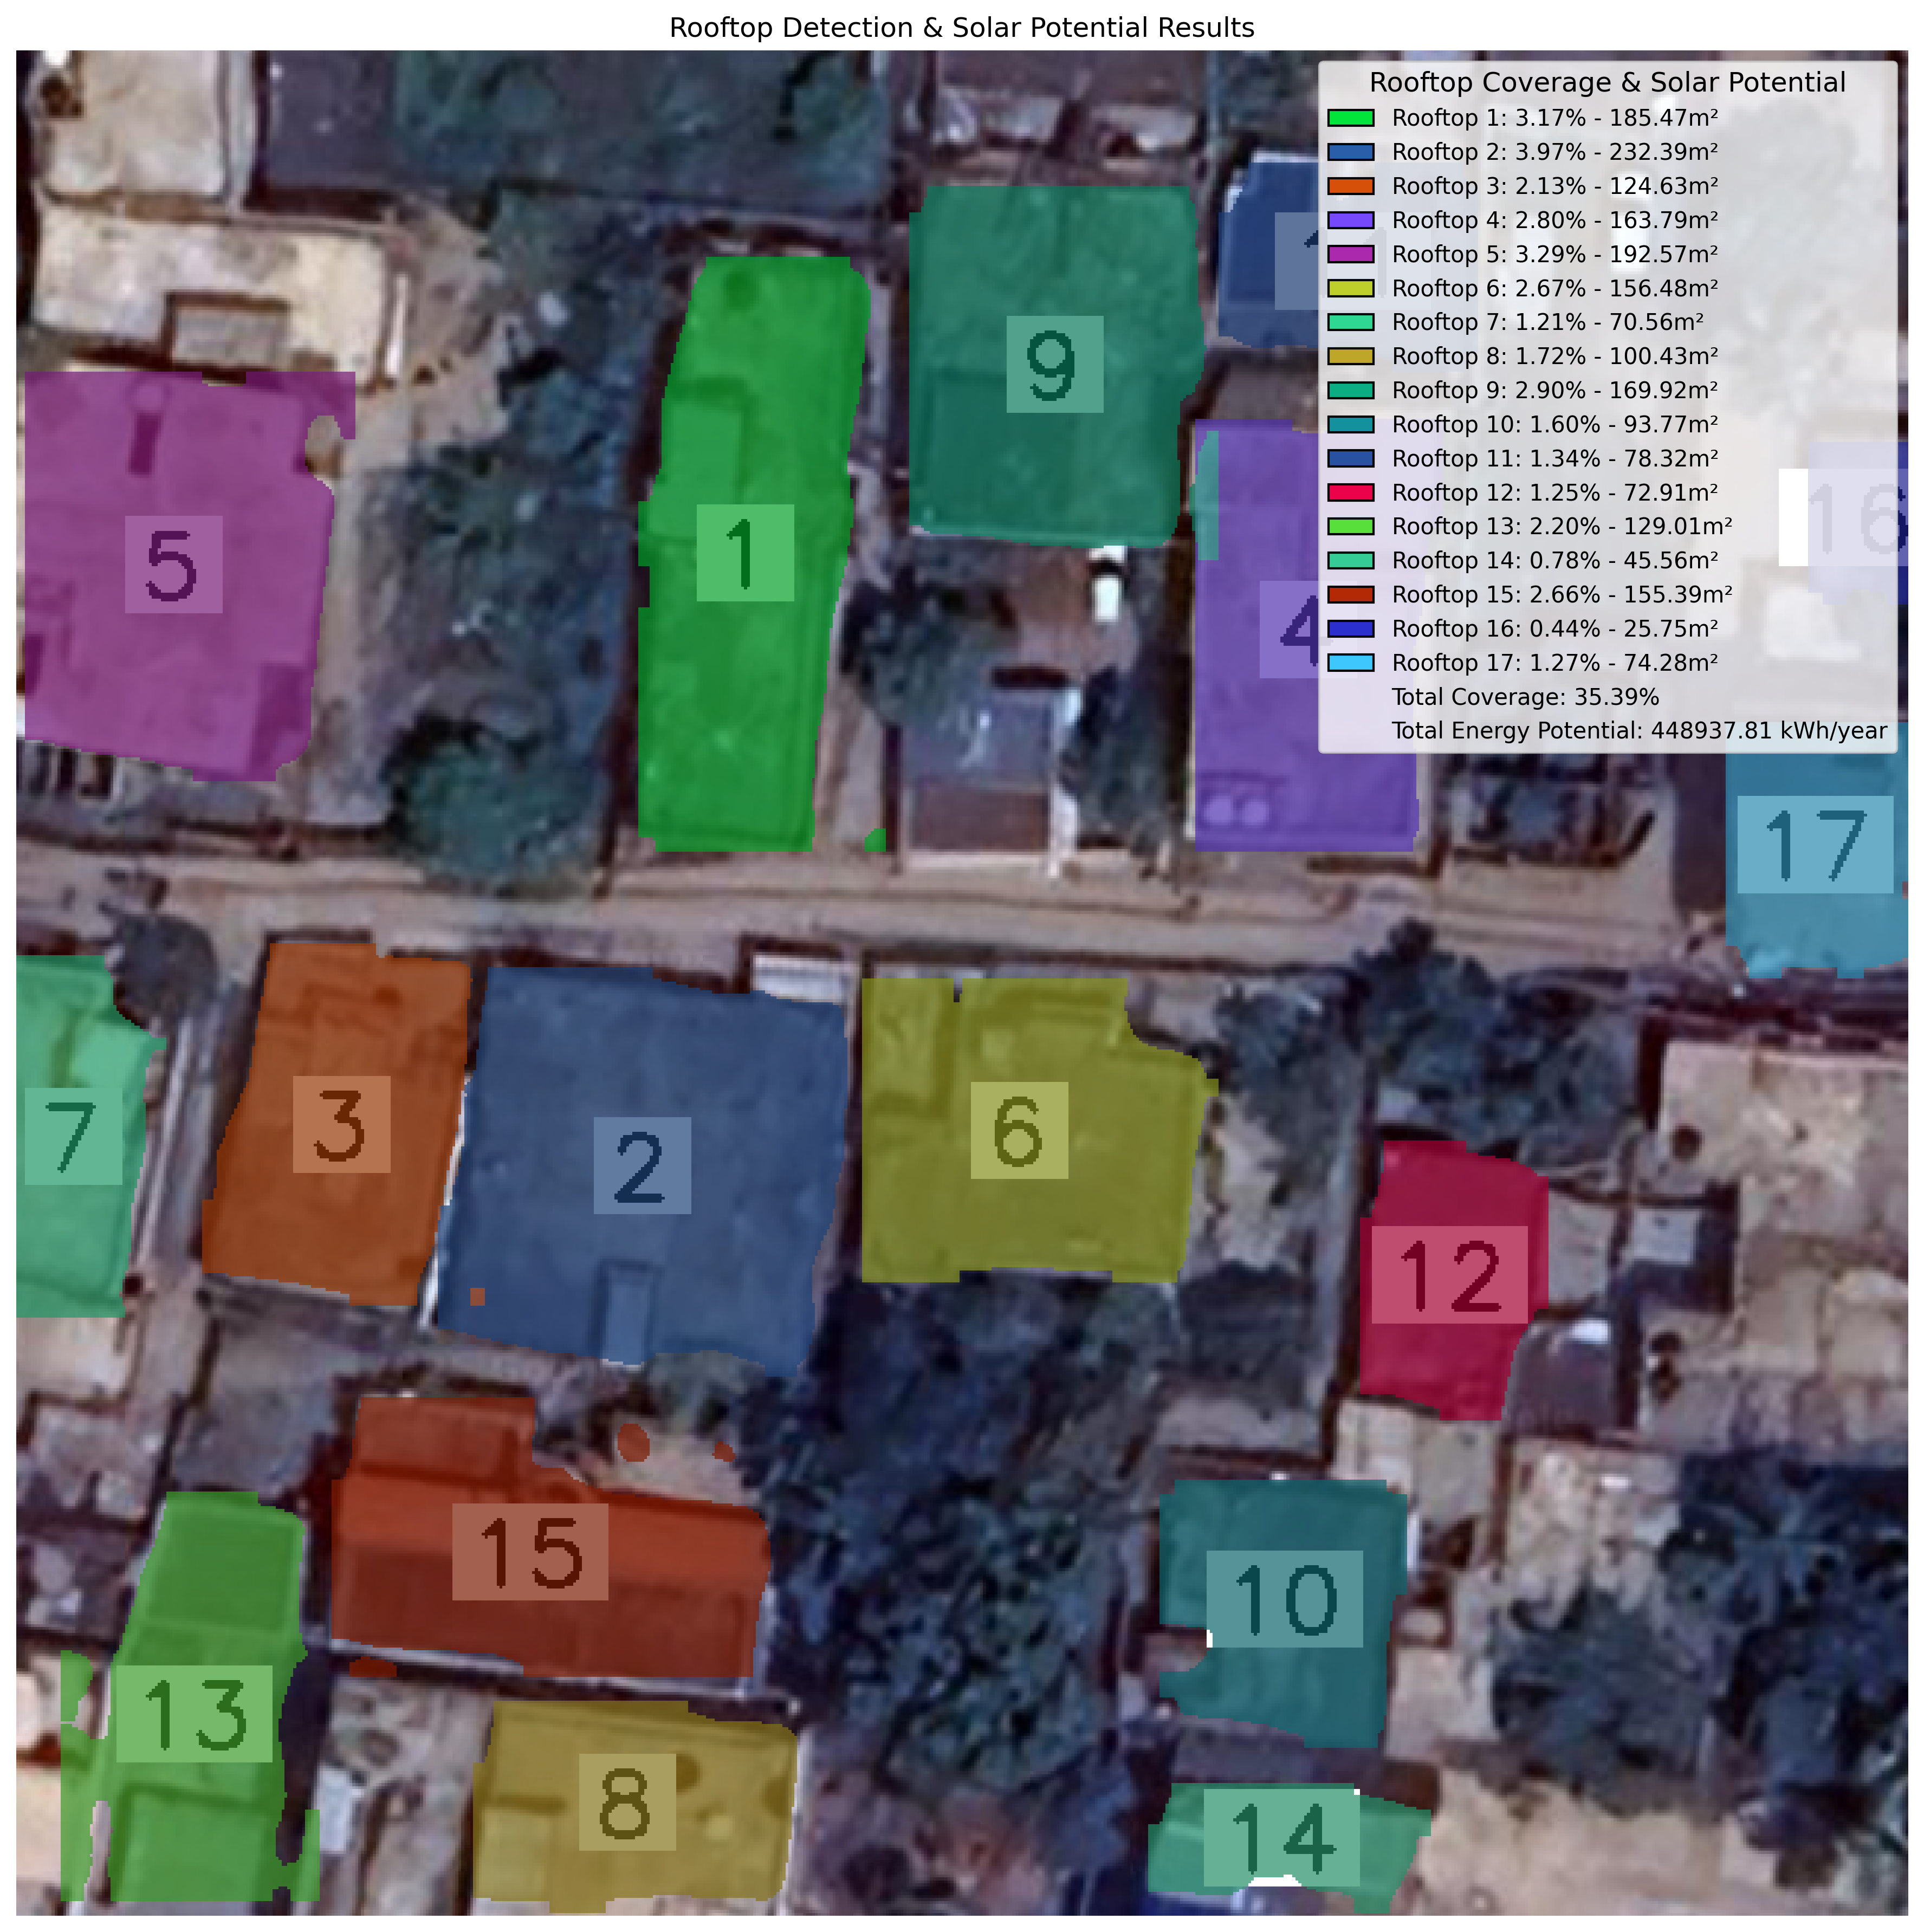 Rooftop Detection & Solar Potential Results
Rooftop Coverage & Solar Potential
Rooftop 1: 3.17% - 185.47m²
Rooftop 2: 3.97% - 232.39m²
Rooftop 3: 2.13% - 124.63m²
Rooftop 4: 2.80% - 163.79m²
Rooftop 5: 3.29% - 192.57m²
Rooftop 6: 2.67% - 156.48m²
Rooftop 7: 1.21% - 70.56m²
Rooftop 8: 1.72% - 100.43m²
Rooftop 9: 2.90% - 169.92m²
Rooftop 10: 1.60% - 93.77m²
Rooftop 11: 1.34% - 78.32m²
Rooftop 12: 1.25% - 72.91m²
Rooftop 13: 2.20% - 129.01m²
Rooftop 14: 0.78% - 45.56m²
Rooftop 15: 2.66% - 155.39m²
Rooftop 16: 0.44% - 25.75m²
Rooftop 17: 1.27% - 74.28m²
Total Coverage: 35.39%
Total Energy Potential: 448937.81 kWh/year
9
16
5
1
4
17
7
3
2
6
12
15
10
13
8
14